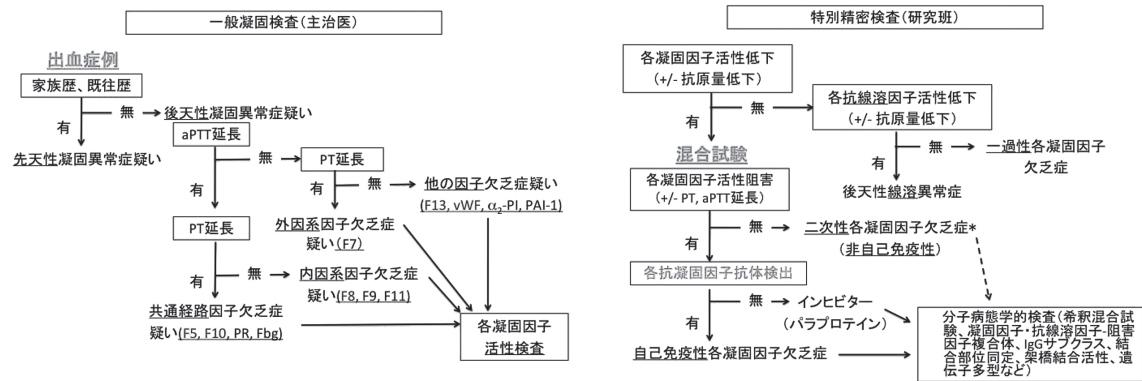 一般凝固検査(主治医)
出血症例
家族歴、既往歴
無
後天性凝固異常症疑い
有
aPTT延長
先天性凝固異常症疑い
無
PT延長
有
無
他の因子欠乏症疑い
(F13, vWF, α₂-PI, PAI-1)
有
PT延長
外因系因子欠乏症
疑い(F7)
有
無
内因系因子欠乏症
疑い(F8, F9, F11)
共通経路因子欠乏症
疑い(F5, F10, PR, Fbg)
各凝固因子
活性検査
特別精密検査(研究班)
各凝固因子活性低下
(+/- 抗原量低下)
無
各抗線溶因子活性低下
(+/- 抗原量低下)
有
混合試験
有
無
一過性各凝固因子
欠乏症
後天性線溶異常症
各凝固因子活性阻害
(+/- PT, aPTT延長)
有
無
二次性各凝固因子欠乏症*
(非自己免疫性)
各抗凝固因子抗体検出
有
無
インヒビター
(パラプロテイン)
自己免疫性各凝固因子欠乏症
分子病態学的検査(希釈混合試
験、凝固因子・抗線溶因子-阻害
因子複合体、IgGサブクラス、結
合部位同定、架橋結合活性、遺
伝子多型など)